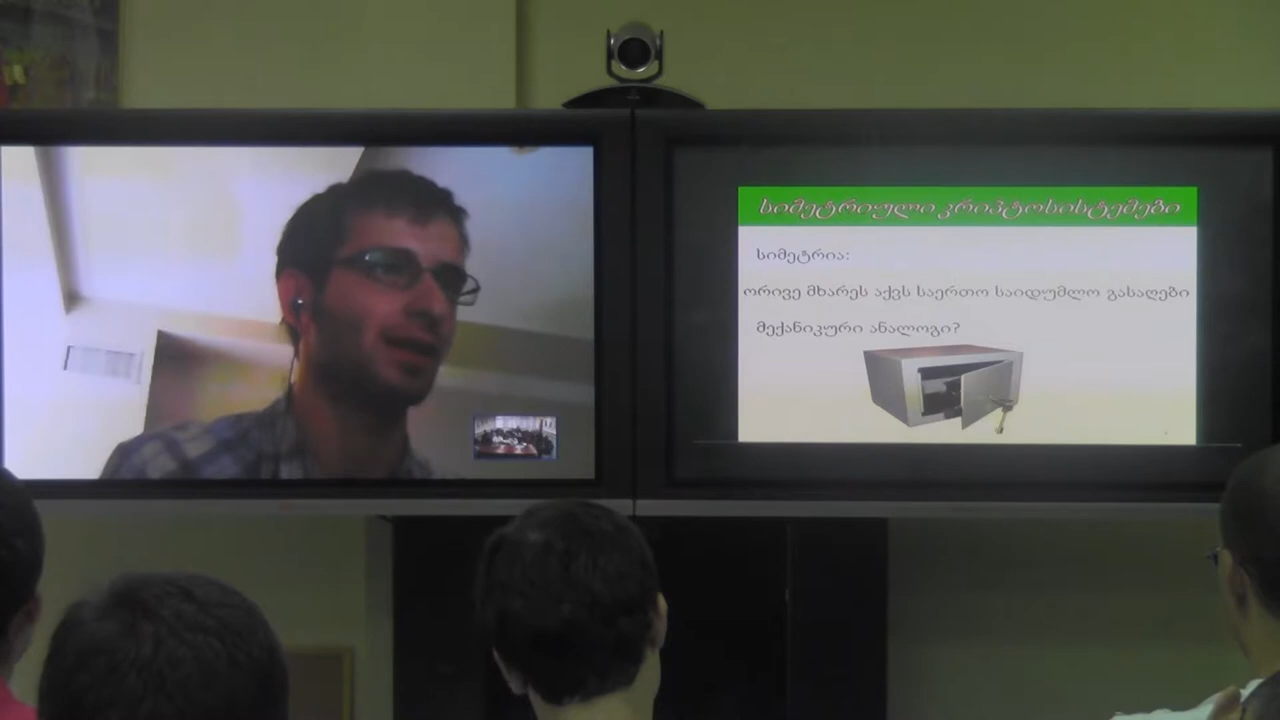 სიმეტრიული კრიპტოსისტემები
სიმეტრია:
ორივე მხარეს აქვს საერთო საიდუმლო გასაღები
მექანიკური ანალოგი?